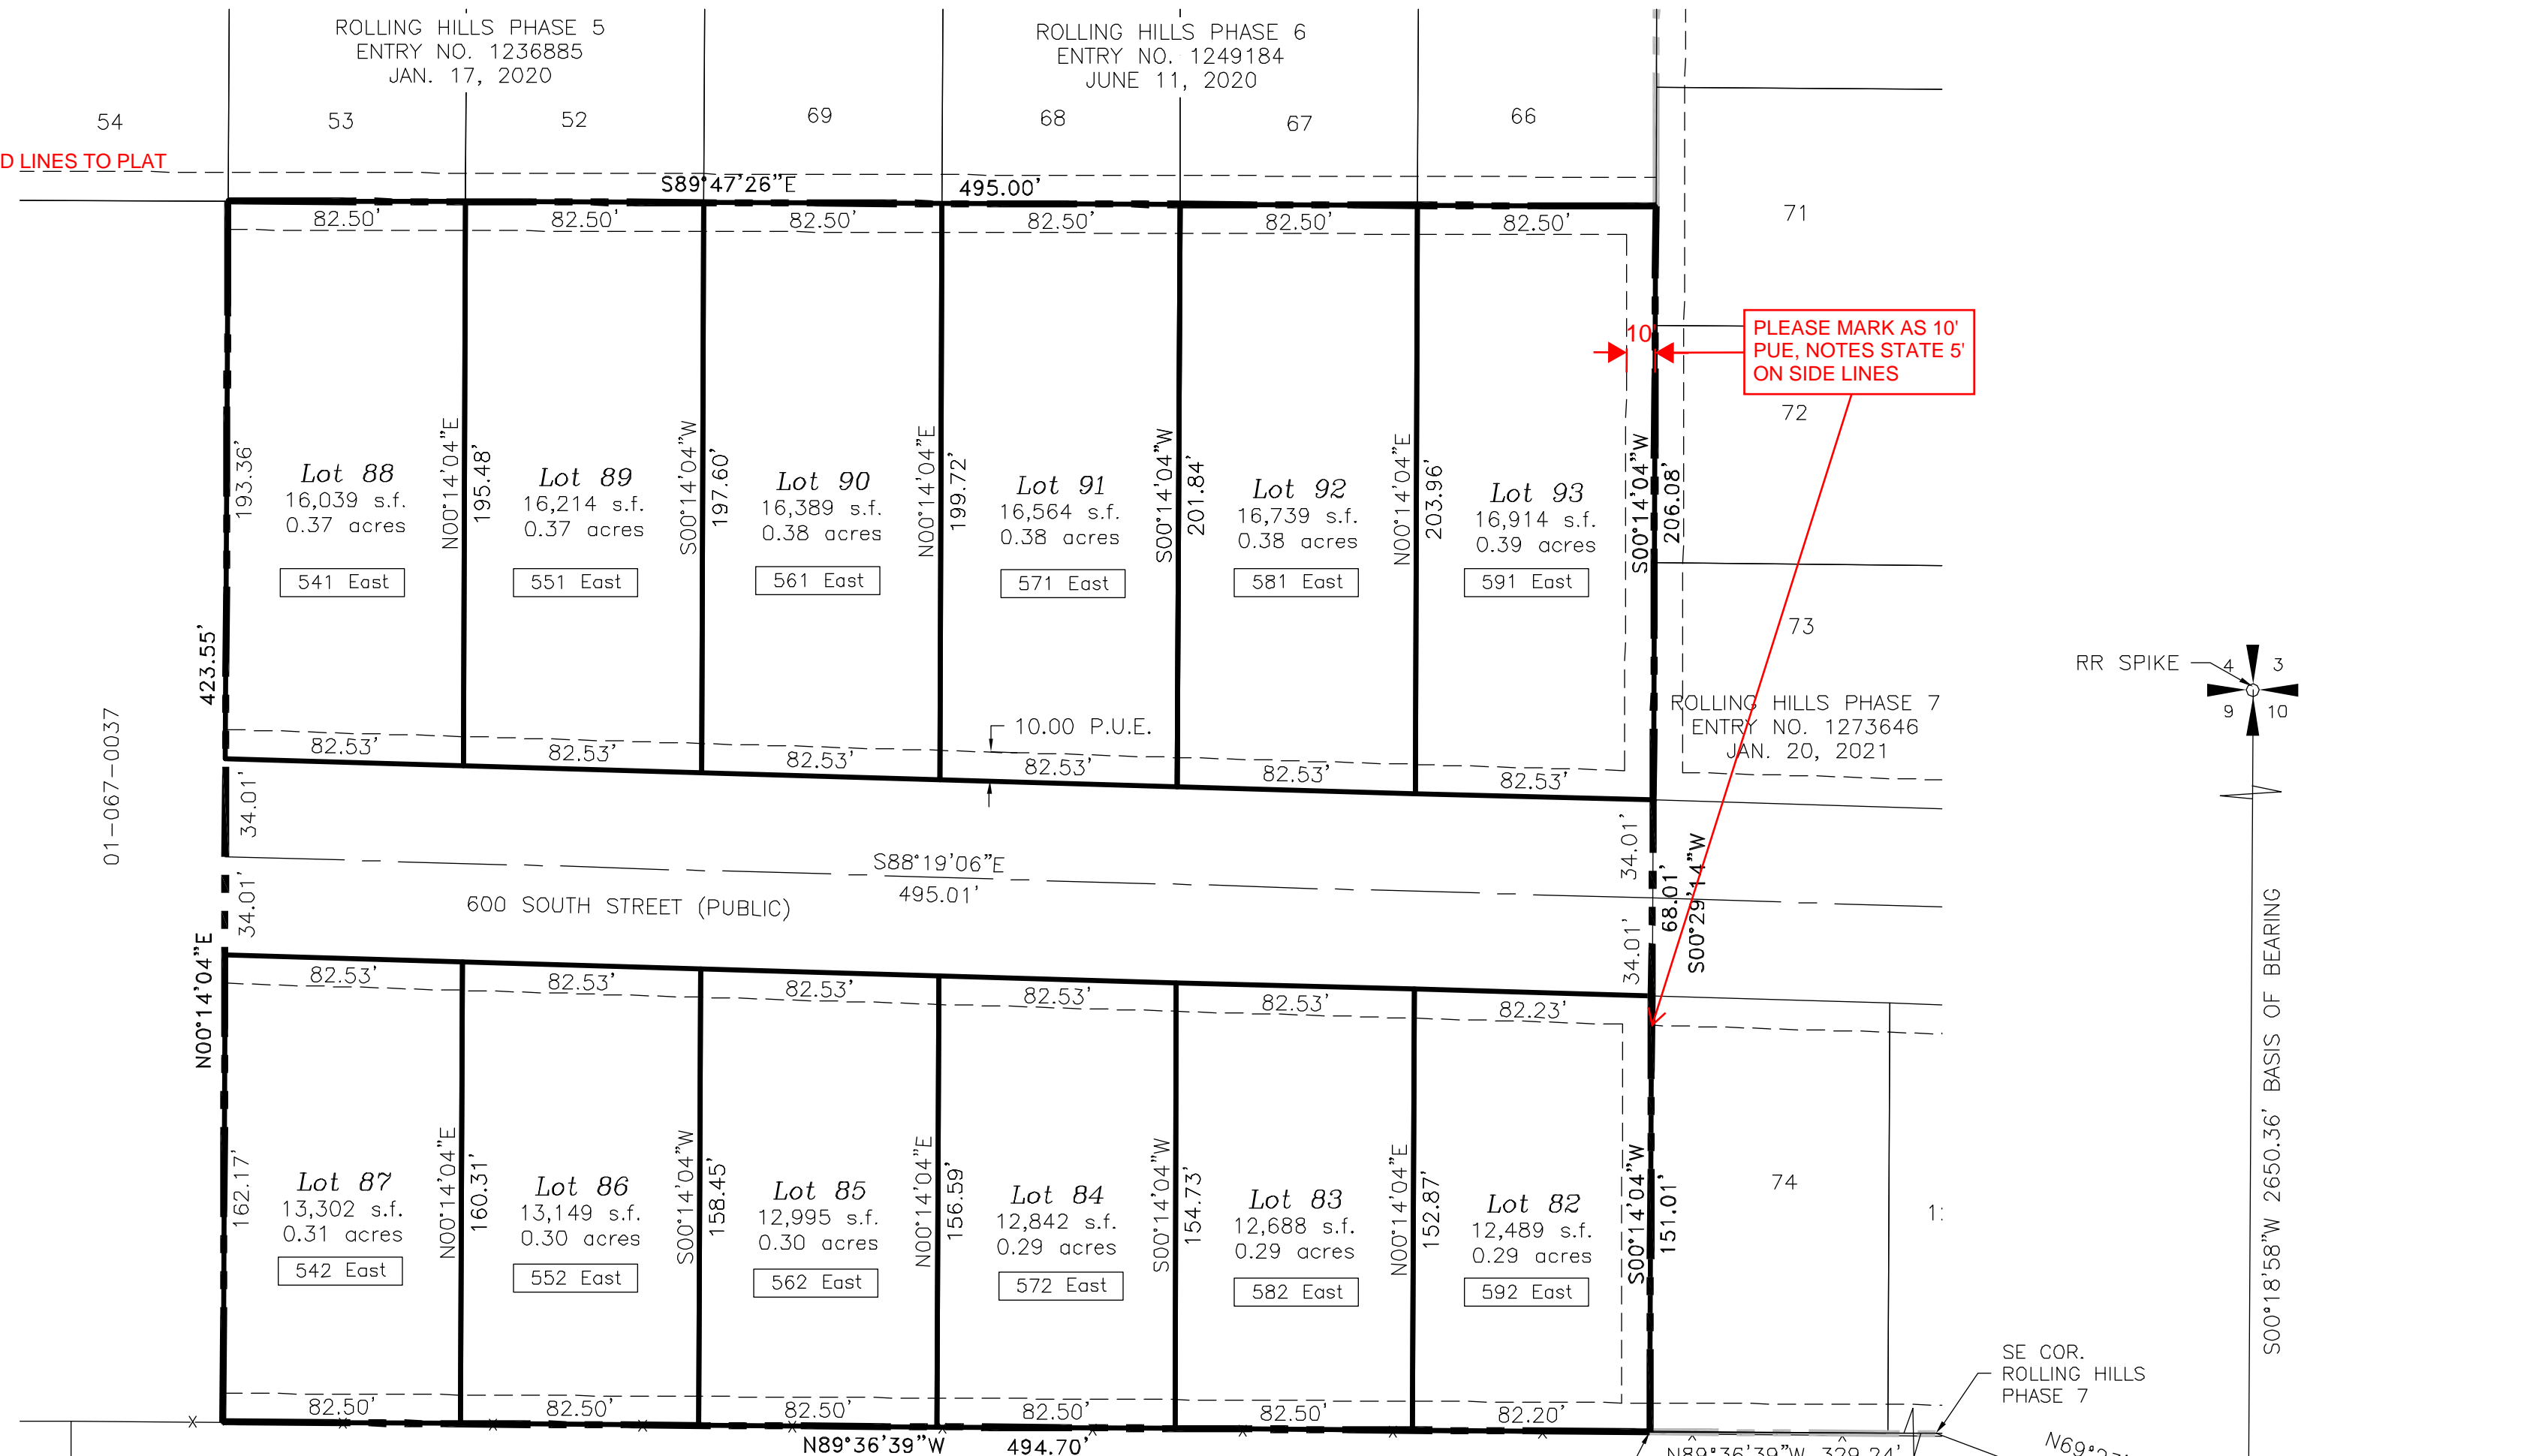 ROLLING HILLS PHASE 5
ENTRY NO. 1236885
JAN. 17, 2020
ROLLING HILLS PHASE 6
ENTRY NO. 1249184
JUNE 11, 2020
54
53
52
69
68
67
66
D LINES TO PLAT
S89°47'26"E
495.00'
82.50'
82.50'
82.50'
82.50'
82.50'
82.50'
71
10'
PLEASE MARK AS 10'
PUE, NOTES STATE 5'
ON SIDE LINES
72
193.36'
Lot 88
16,039 s.f.
0.37 acres
541 East
N00°14'04"E
195.48'
Lot 89
16,214 s.f.
0.37 acres
551 East
S00°14'04"W
197.60'
Lot 90
16,389 s.f.
0.38 acres
561 East
N00°14'04"E
199.72'
Lot 91
16,564 s.f.
0.38 acres
571 East
S00°14'04"W
201.84'
Lot 92
16,739 s.f.
0.38 acres
581 East
N00°14'04"E
203.96'
Lot 93
16,914 s.f.
0.39 acres
591 East
S00°14'04"W
206.08'
73
423.55'
RR SPIKE
4
3
9
10
ROLLING HILLS PHASE 7
ENTRY NO. 1273646
JAN. 20, 2021
01-067-0037
10.00 P.U.E.
82.53'
82.53'
82.53'
82.53'
82.53'
82.53'
34.01'
34.01'
S88°19'06"E
495.01'
600 SOUTH STREET (PUBLIC)
34.01'
34.01'
68.01'
S00°29'14"W
N00°14'04"E
82.53'
82.53'
82.53'
82.53'
82.53'
82.23'
S00°18'58"W 2650.36' BASIS OF BEARING
162.17'
Lot 87
13,302 s.f.
0.31 acres
542 East
N00°14'04"E
160.31'
Lot 86
13,149 s.f.
0.30 acres
552 East
S00°14'04"W
158.45'
Lot 85
12,995 s.f.
0.30 acres
562 East
N00°14'04"E
156.59'
Lot 84
12,842 s.f.
0.29 acres
572 East
S00°14'04"W
154.73'
Lot 83
12,688 s.f.
0.29 acres
582 East
N00°14'04"E
152.87'
Lot 82
12,489 s.f.
0.29 acres
592 East
S00°14'04"W
151.01'
74
SE COR.
ROLLING HILLS
PHASE 7
82.50'
82.50'
82.50'
82.50'
82.50'
82.20'
N89°36'39"W
494.70'
N89°36'39"W 329.24'